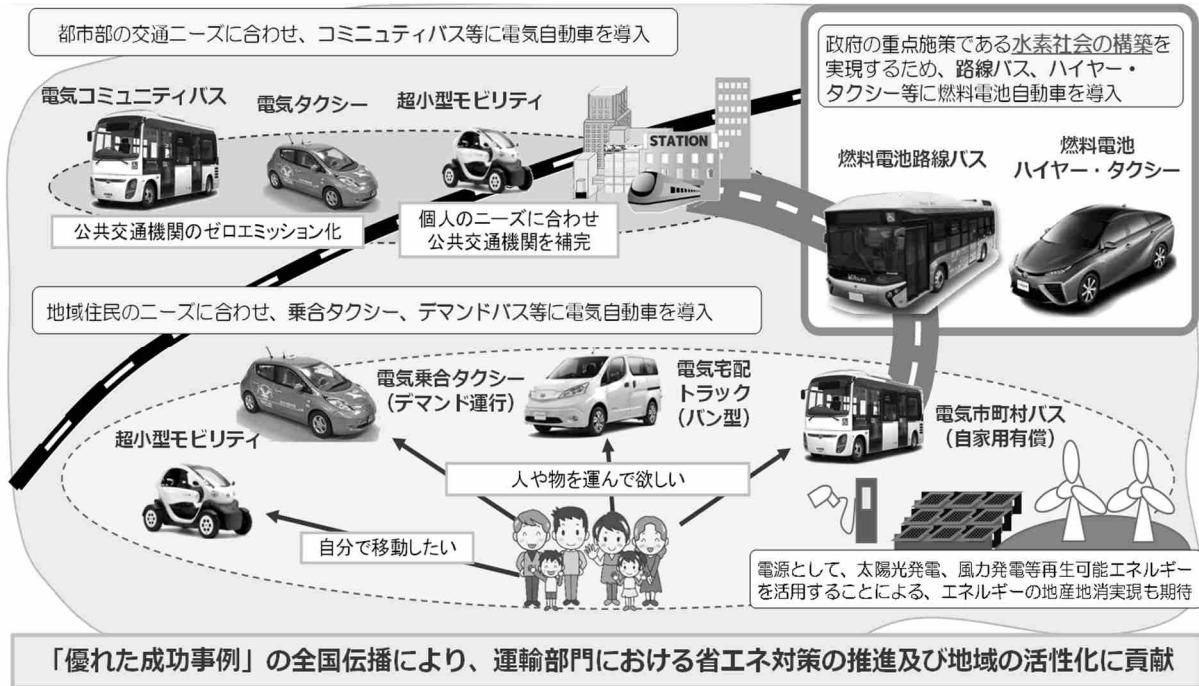 都市部の交通ニーズに合わせ、コミニュティバス等に電気自動車を導入
政府の重点施策である水素社会の構築を
実現するため、路線バス、ハイヤー・
タクシー等に燃料電池自動車を導入
電気コミュニティバス
電気タクシー
超小型モビリティ
STATION
燃料電池路線バス
燃料電池
ハイヤー・タクシー
公共交通機関のゼロエミッション化
個人のニーズに合わせ
公共交通機関を補完
地域住民のニーズに合わせ、乗合タクシー、デマンドバス等に電気自動車を導入
電気乗合タクシー
（デマンド運行）
電気宅配
トラック
（バン型）
電気市町村バス
（自家用有償）
超小型モビリティ
人や物を運んで欲しい
自分で移動したい
電源として、太陽光発電、風力発電等再生可能エネルギー
を活用することによる、エネルギーの地産地消実現も期待
「優れた成功事例」の全国伝播により、運輸部門における省エネ対策の推進及び地域の活性化に貢献